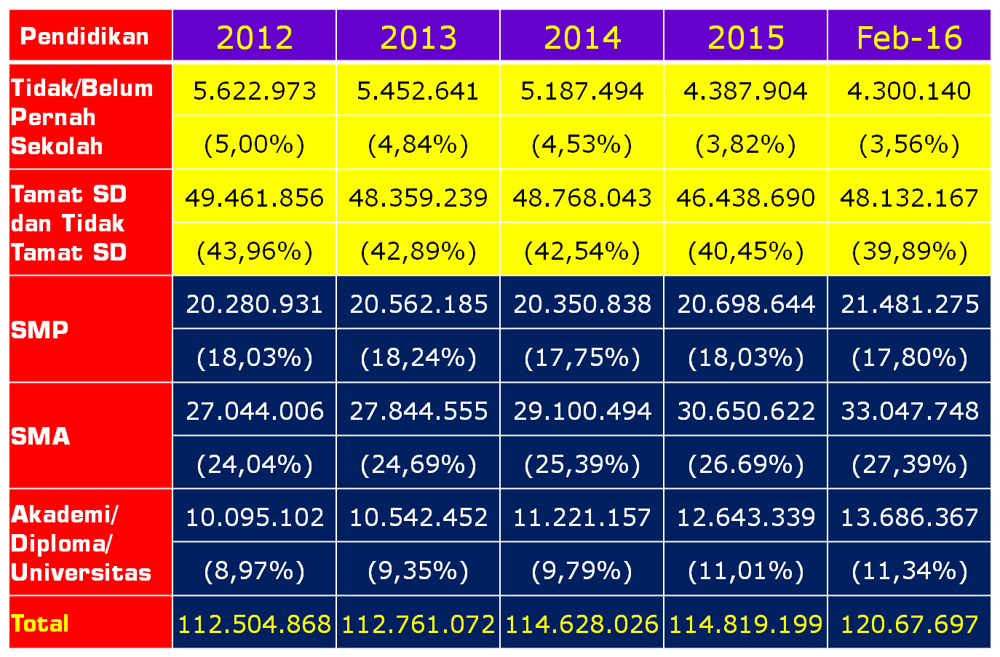 Pendidikan 2012 2013 2014 2015 Feb-16
Tidak/Belum
Pernah
Sekolah
5.622.973 5.452.641 5.187.494 4.387.904 4.300.140
(5,00%) (4,84%) (4,53%) (3,82%) (3,56%)
Tamat SD
dan Tidak
Tamat SD
49.461.856 48.359.239 48.768.043 46.438.690 48.132.167
(43,96%) (42,89%) (42,54%) (40,45%) (39,89%)
SMP
20.280.931 20.562.185 20.350.838 20.698.644 21.481.275
(18,03%) (18,24%) (17,75%) (18,03%) (17,80%)
SMA
27.044.006 27.844.555 29.100.494 30.650.622 33.047.748
(24,04%) (24,69%) (25,39%) (26.69%) (27,39%)
Akademi/
Diploma/
Universitas
10.095.102 10.542.452 11.221.157 12.643.339 13.686.367
(8,97%) (9,35%) (9,79%) (11,01%) (11,34%)
Total 112.504.868 112.761.072 114.628.026 114.819.199 120.67.697